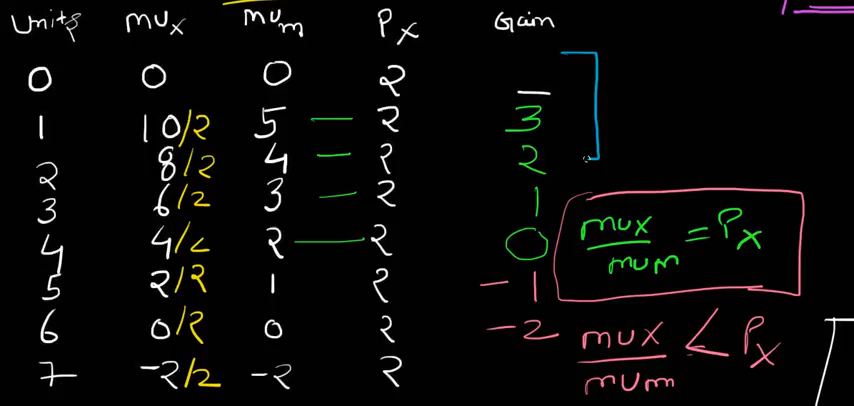 Units mux mum Px Gain
0 0 0 2 —
1 10/2 5 — 2 3
2 8/2 4 — 2 2
3 6/2 3 — 2 1
4 4/2 2 — 2 0
mux/mum = Px
5 2/2 1 2 -1
6 0/2 0 2 -2
mux/mum < Px
7 -2/2 -2 2